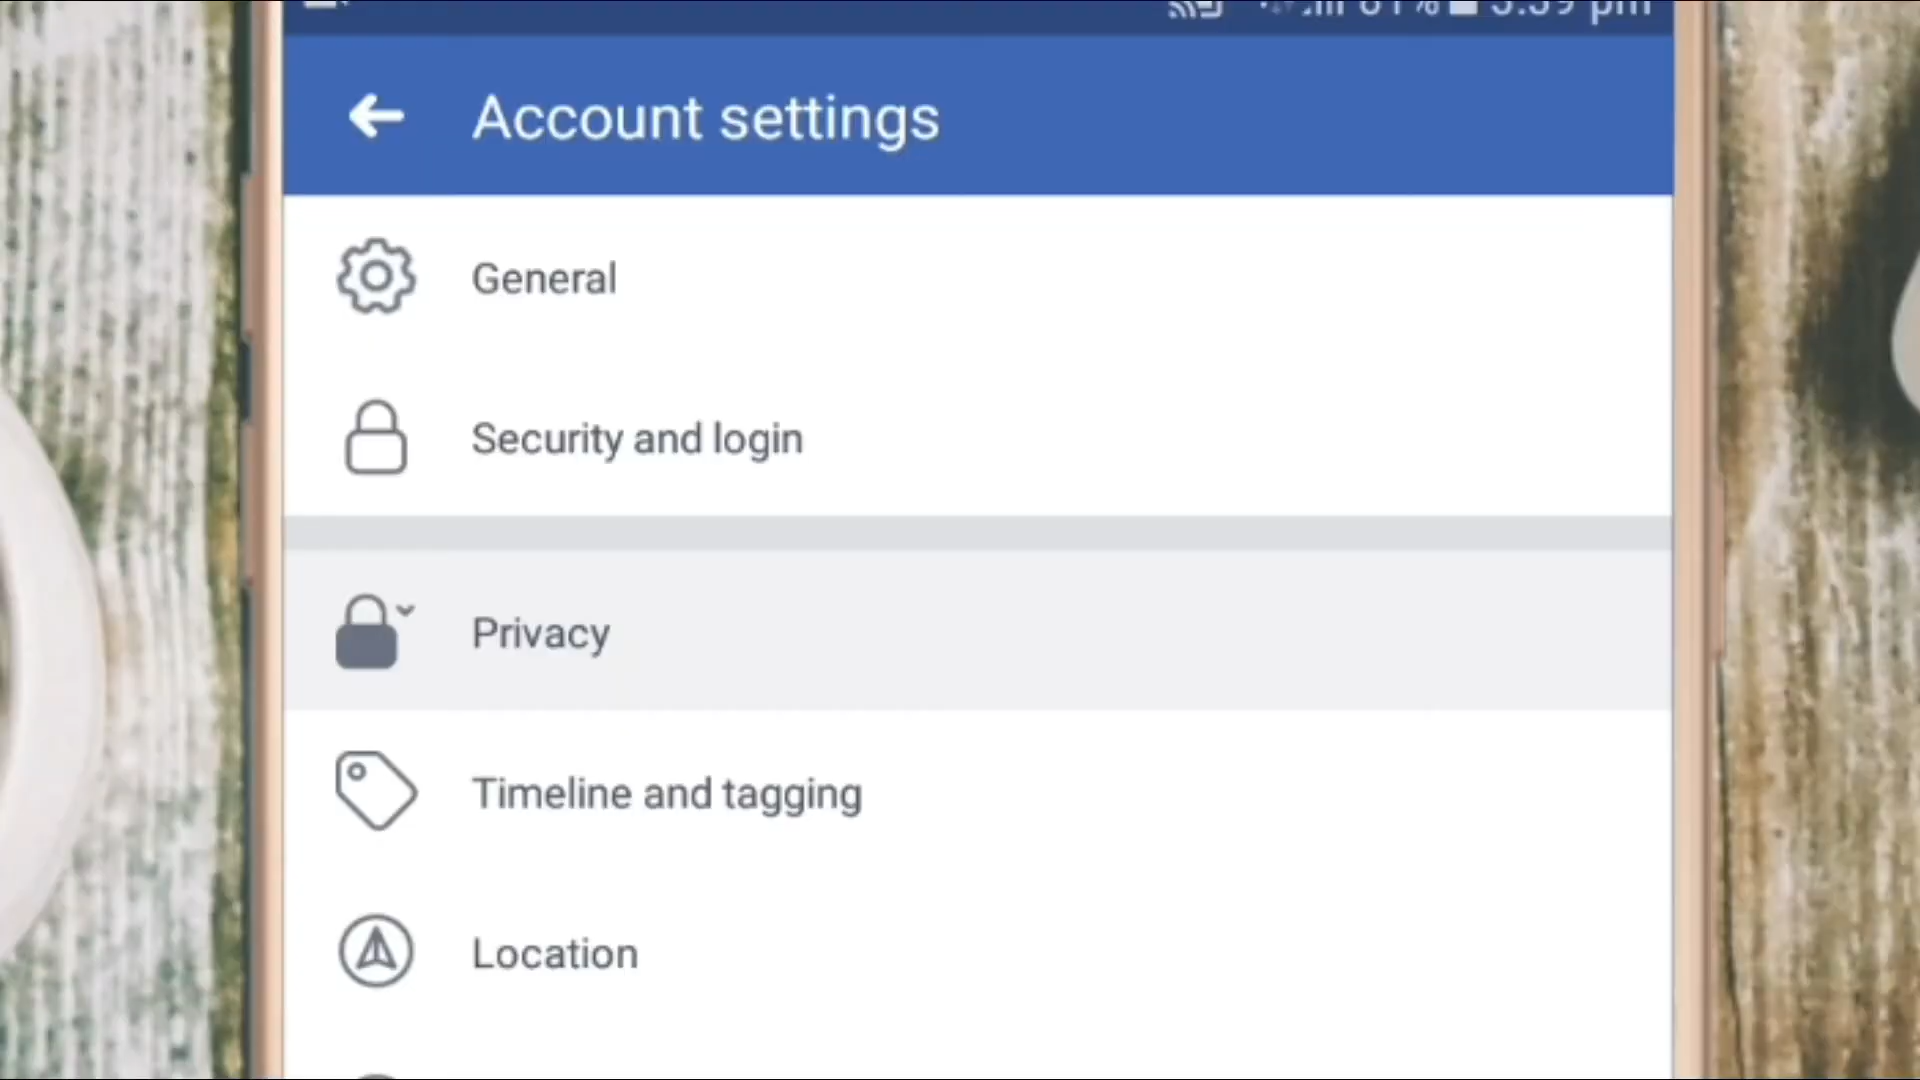 Account settings
General
Security and login
Privacy
Timeline and tagging
Location